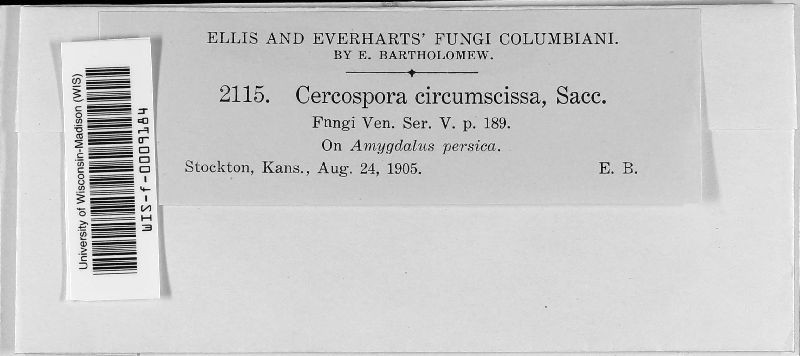 ELLIS AND EVERHARTS' FUNGI COLUMBIANI.
BY E. BARTHOLOMEW.
2115. Cercospora circumscissa, Sacc.
Fungi Ven. Ser. V. p. 189.
On Amygdalus persica.
Stockton, Kans., Aug. 24, 1905. E. B.
University of Wisconsin-Madison (WIS)
WIS-f-0009184